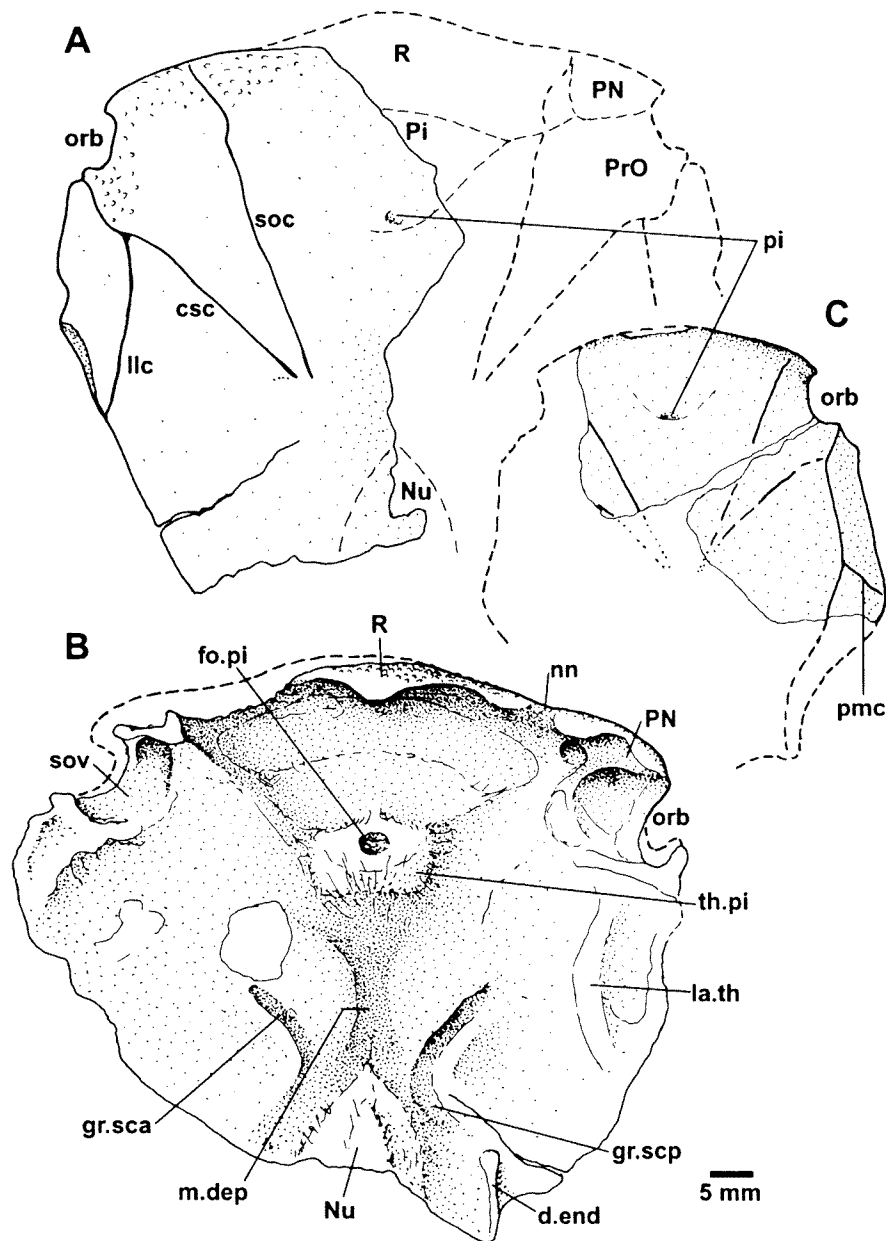 A
R
PN
orb
Pi
PrO
soc
pi
csc
C
llc
orb
Nu
R
B
fo.pi
nn
PN
pmc
sov
orb
th.pi
la.th
gr.sca
gr.scp
m.dep
Nu
d.end
5 mm